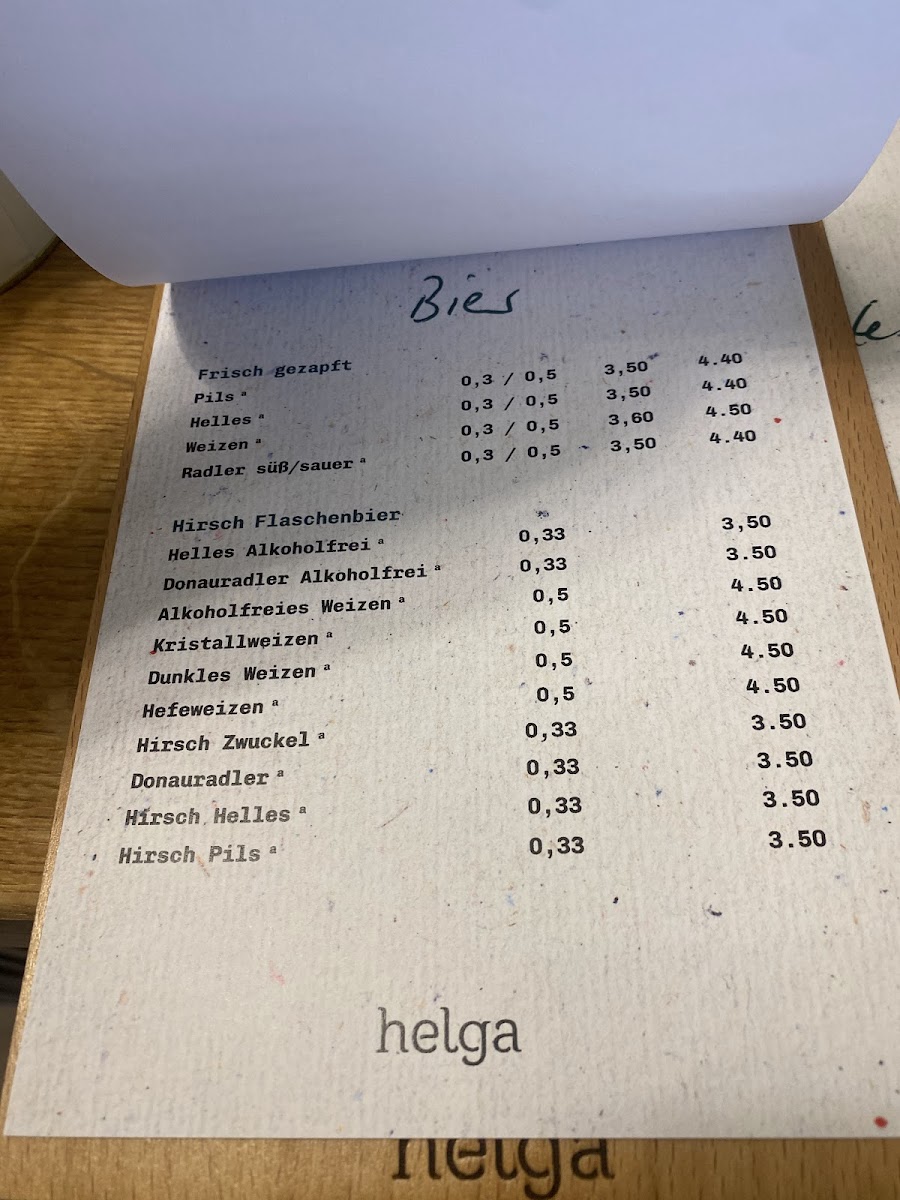 Bier
Frisch gezapft
Pils ª 0,3 / 0,5 3,50 4.40
Helles ª 0,3 / 0,5 3,50 4.40
Weizen ª 0,3 / 0,5 3,60 4.50
Radler süß/sauer ª 0,3 / 0,5 3,50 4.40
Hirsch Flaschenbier
Helles Alkoholfrei ª 0,33 3,50
Donauradler Alkoholfrei ª 0,33 3.50
Alkoholfreies Weizen ª 0,5 4.50
Kristallweizen ª 0,5 4.50
Dunkles Weizen ª 0,5 4.50
Hefeweizen ª 0,5 4.50
Hirsch Zwuckel ª 0,33 3.50
Donauradler ª 0,33 3.50
Hirsch Helles ª 0,33 3.50
Hirsch Pils ª 0,33 3.50
helga
helga